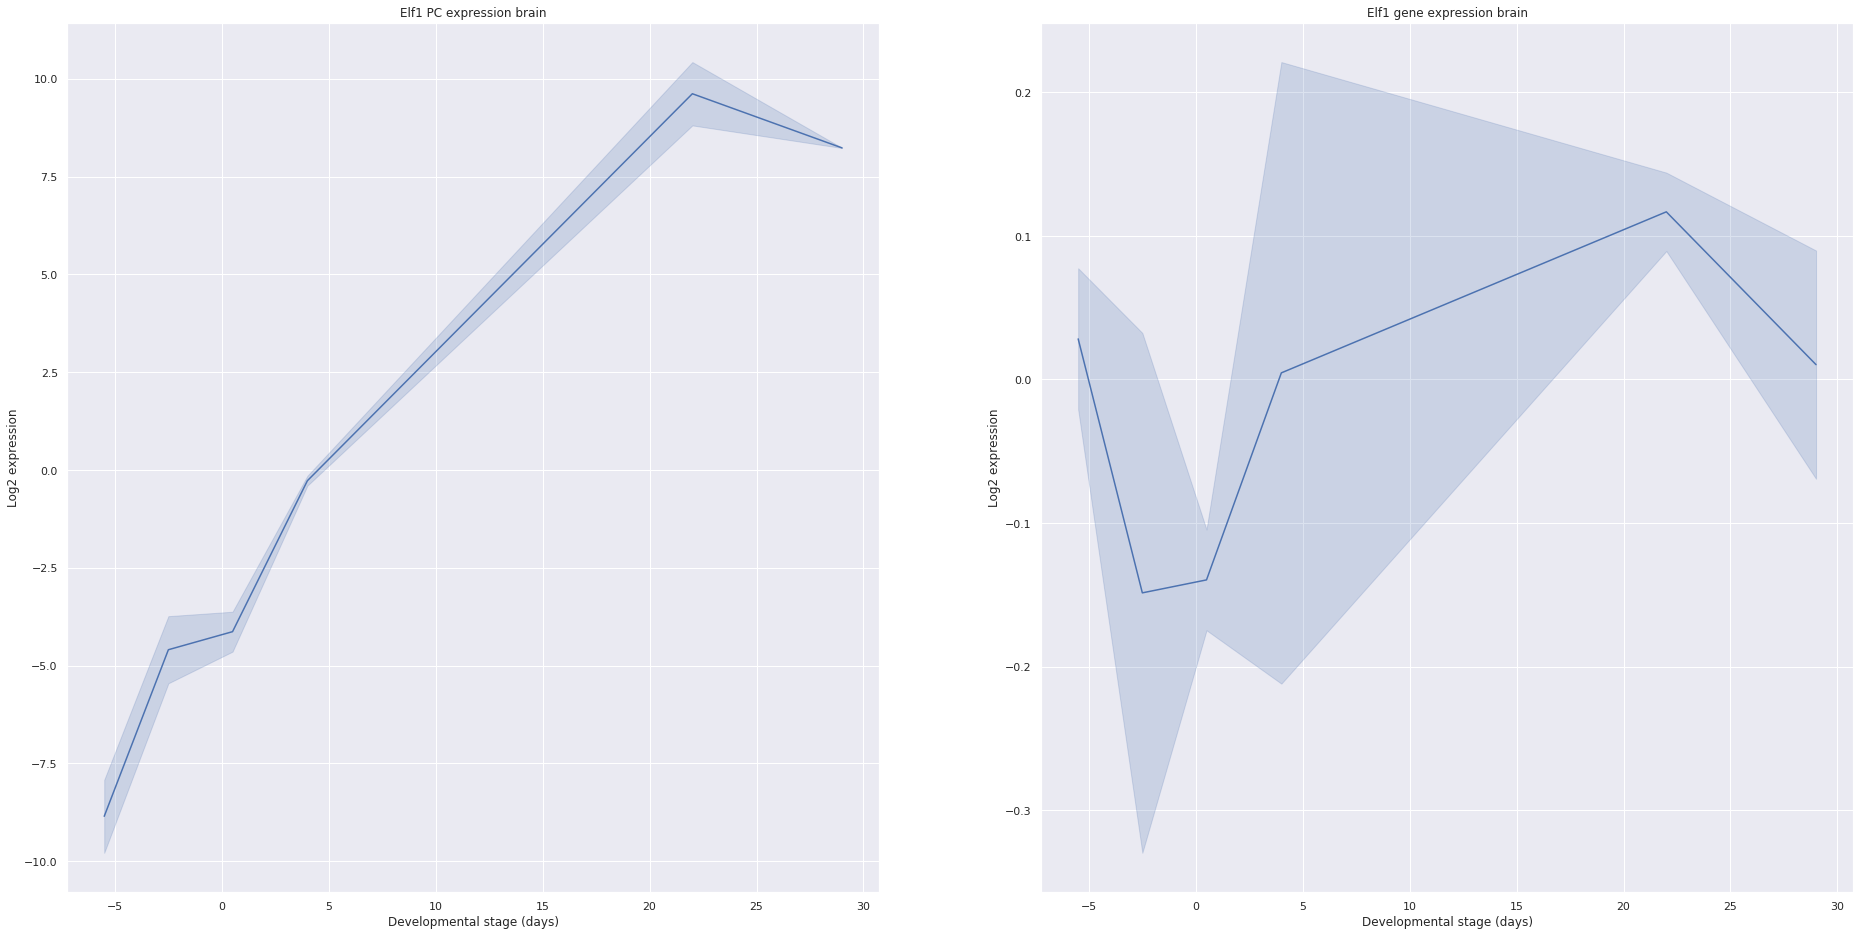 Elf1 PC expression brain
Log2 expression
10.0
7.5
5.0
2.5
0.0
−2.5
−5.0
−7.5
−10.0
−5 0 5 10 15 20 25 30
Developmental stage (days)
Elf1 gene expression brain
Log2 expression
0.2
0.1
0.0
−0.1
−0.2
−0.3
−5 0 5 10 15 20 25 30
Developmental stage (days)